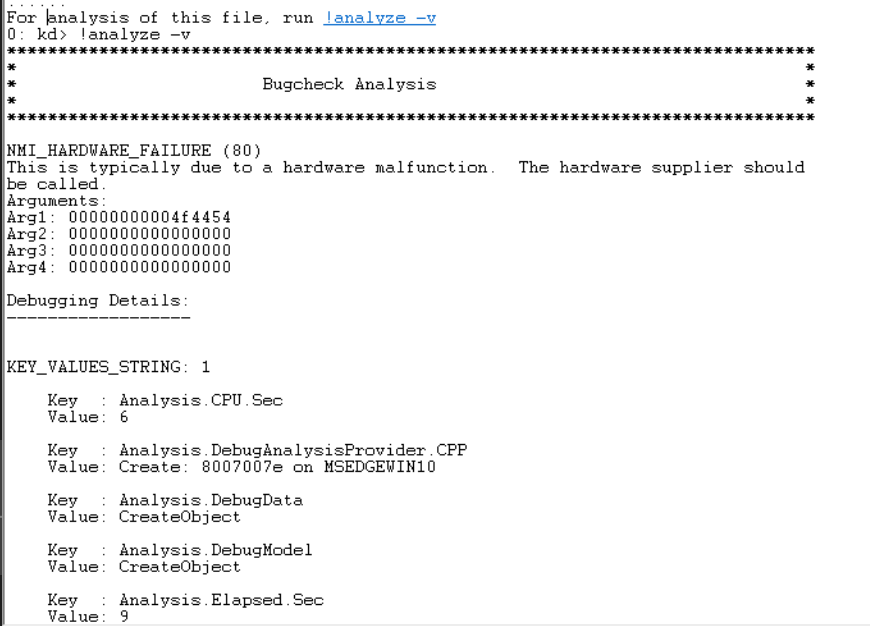 ......
For analysis of this file, run !analyze -v
0: kd> !analyze -v
*******************************************************************************
*                                                                             *
*                        Bugcheck Analysis                                    *
*                                                                             *
*******************************************************************************
NMI_HARDWARE_FAILURE (80)
This is typically due to a hardware malfunction.  The hardware supplier should
be called.
Arguments:
Arg1: 00000000004f4454
Arg2: 0000000000000000
Arg3: 0000000000000000
Arg4: 0000000000000000
Debugging Details:
------------------
KEY_VALUES_STRING: 1
    Key  : Analysis.CPU.Sec
    Value: 6
    Key  : Analysis.DebugAnalysisProvider.CPP
    Value: Create: 8007007e on MSEDGEWIN10
    Key  : Analysis.DebugData
    Value: CreateObject
    Key  : Analysis.DebugModel
    Value: CreateObject
    Key  : Analysis.Elapsed.Sec
    Value: 9